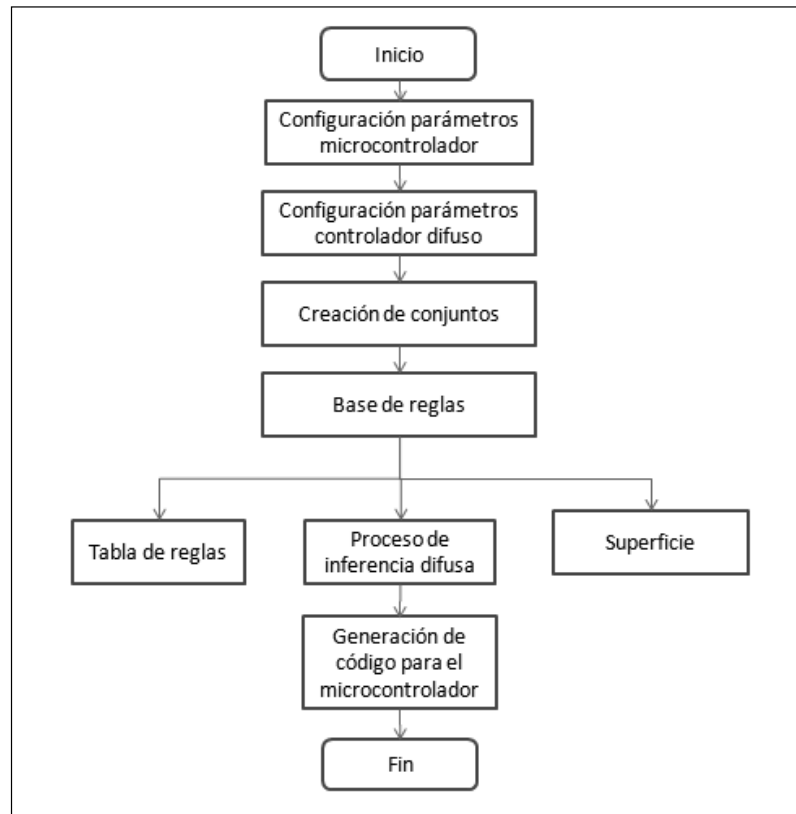 Inicio
Configuración parámetros
microcontrolador
Configuración parámetros
controlador difuso
Creación de conjuntos
Base de reglas
Tabla de reglas
Proceso de
inferencia difusa
Superficie
Generación de
código para el
microcontrolador
Fin